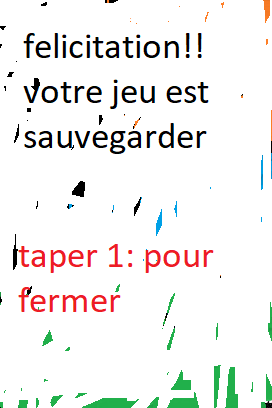 felicitation!!
votre jeu est
sauvegarder
taper 1: pour
fermer